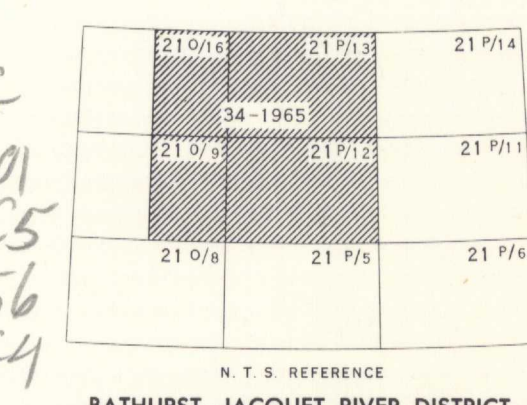 21 O/16 21 P/13 21 P/14
34-1965
21 O/9 21 P/12 21 P/11
21 O/8 21 P/5 21 P/6
N. T. S. REFERENCE
BATHURST-JACQUET RIVER DISTRICT